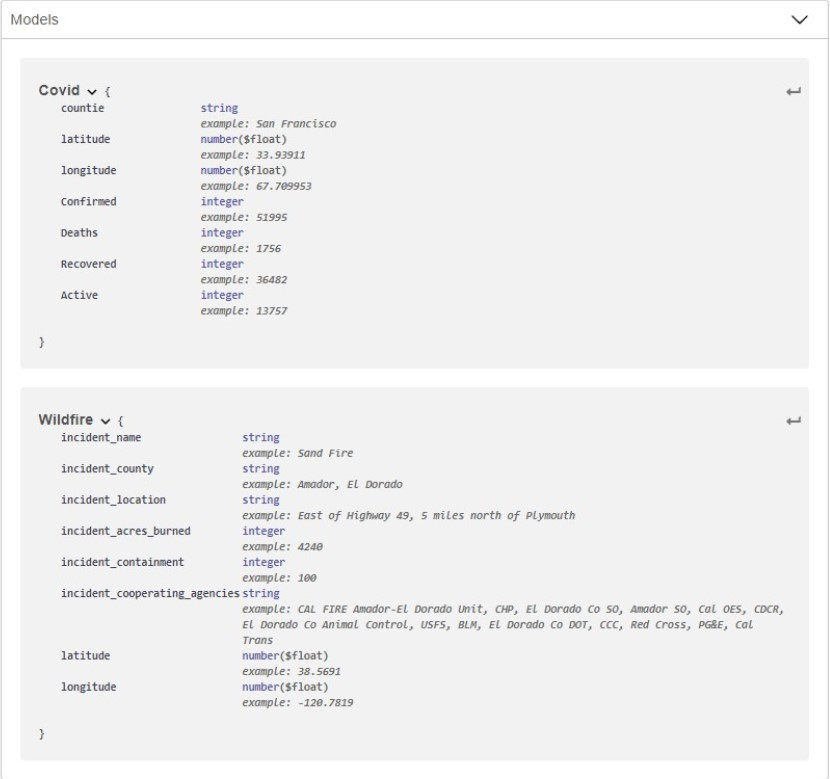 Models
Covid {
countie string
example: San Francisco
latitude number($float)
example: 33.93911
longitude number($float)
example: 67.709953
Confirmed integer
example: 51995
Deaths integer
example: 1756
Recovered integer
example: 36482
Active integer
example: 13757
}
Wildfire {
incident_name string
example: Sand Fire
incident_county string
example: Amador, El Dorado
incident_location string
example: East of Highway 49, 5 miles north of Plymouth
incident_acres_burned integer
example: 4240
incident_containment integer
example: 100
incident_cooperating_agencies string
example: CAL FIRE Amador-El Dorado Unit, CHP, El Dorado Co SO, Amador SO, Cal OES, CDCR,
El Dorado Co Animal Control, USFS, BLM, El Dorado Co DOT, CCC, Red Cross, PG&E, Cal
Trans
latitude number($float)
example: 38.5691
longitude number($float)
example: -120.7819
}